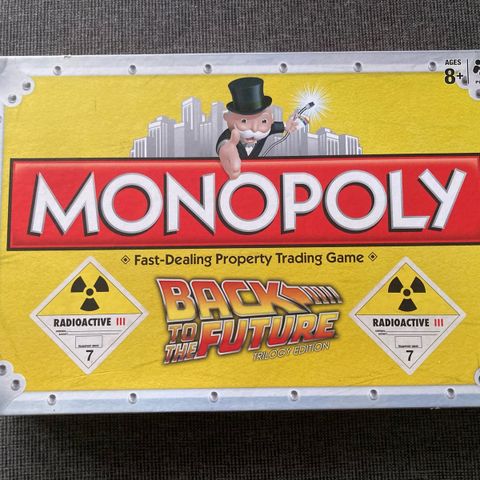 AGES
8+
MONOPOLY
Fast-Dealing Property Trading Game
BACK
TO THE
FUTURE
TRILOGY EDITION
RADIOACTIVE III
7
RADIOACTIVE III
7